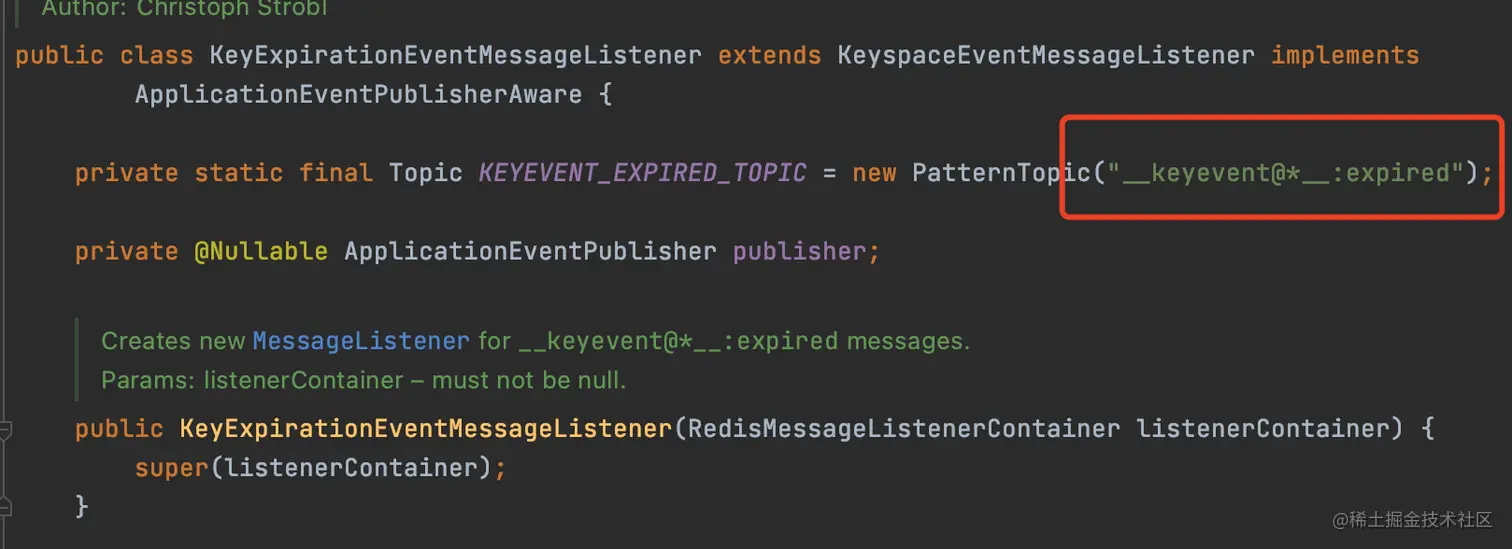 Author: Christoph Strobl
public class KeyExpirationEventMessageListener extends KeyspaceEventMessageListener implements
ApplicationEventPublisherAware {
private static final Topic KEYEVENT_EXPIRED_TOPIC = new PatternTopic("__keyevent@*__:expired");
private @Nullable ApplicationEventPublisher publisher;
Creates new MessageListener for __keyevent@*__:expired messages.
Params: listenerContainer – must not be null.
public KeyExpirationEventMessageListener(RedisMessageListenerContainer listenerContainer) {
super(listenerContainer);
}
@稀土掘金技术社区